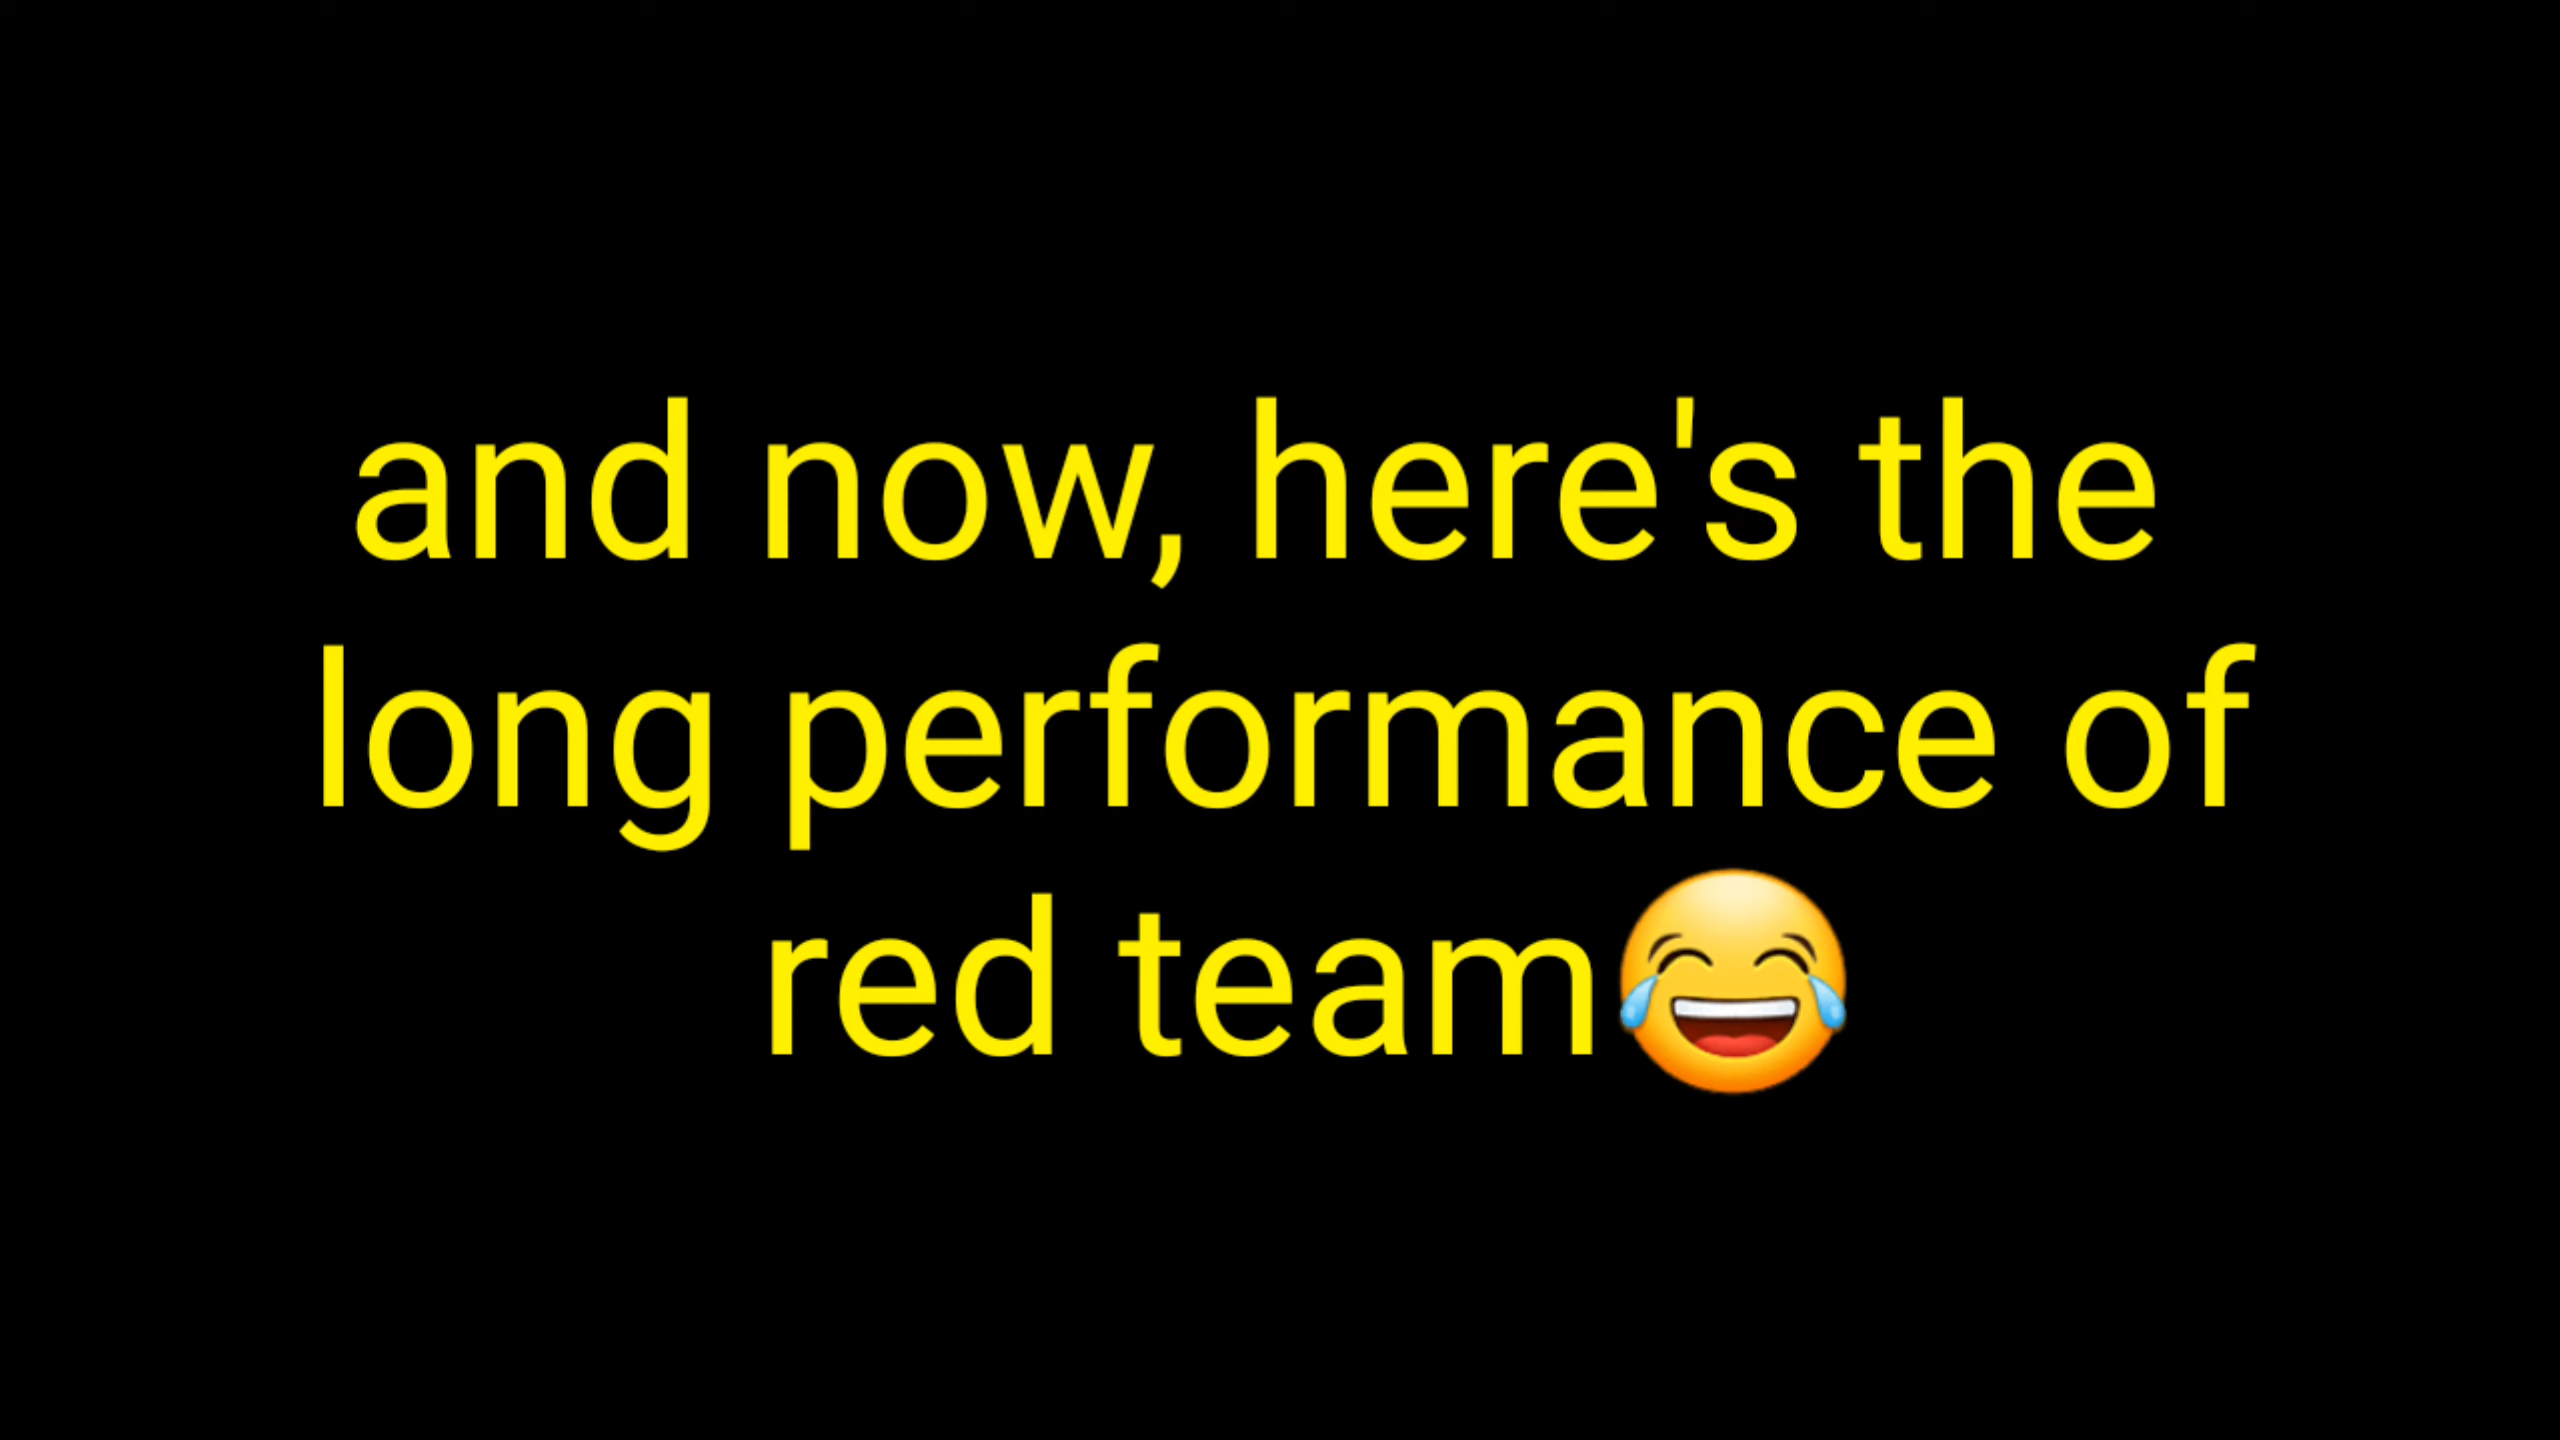 and now, here's the
long performance of
red team😂